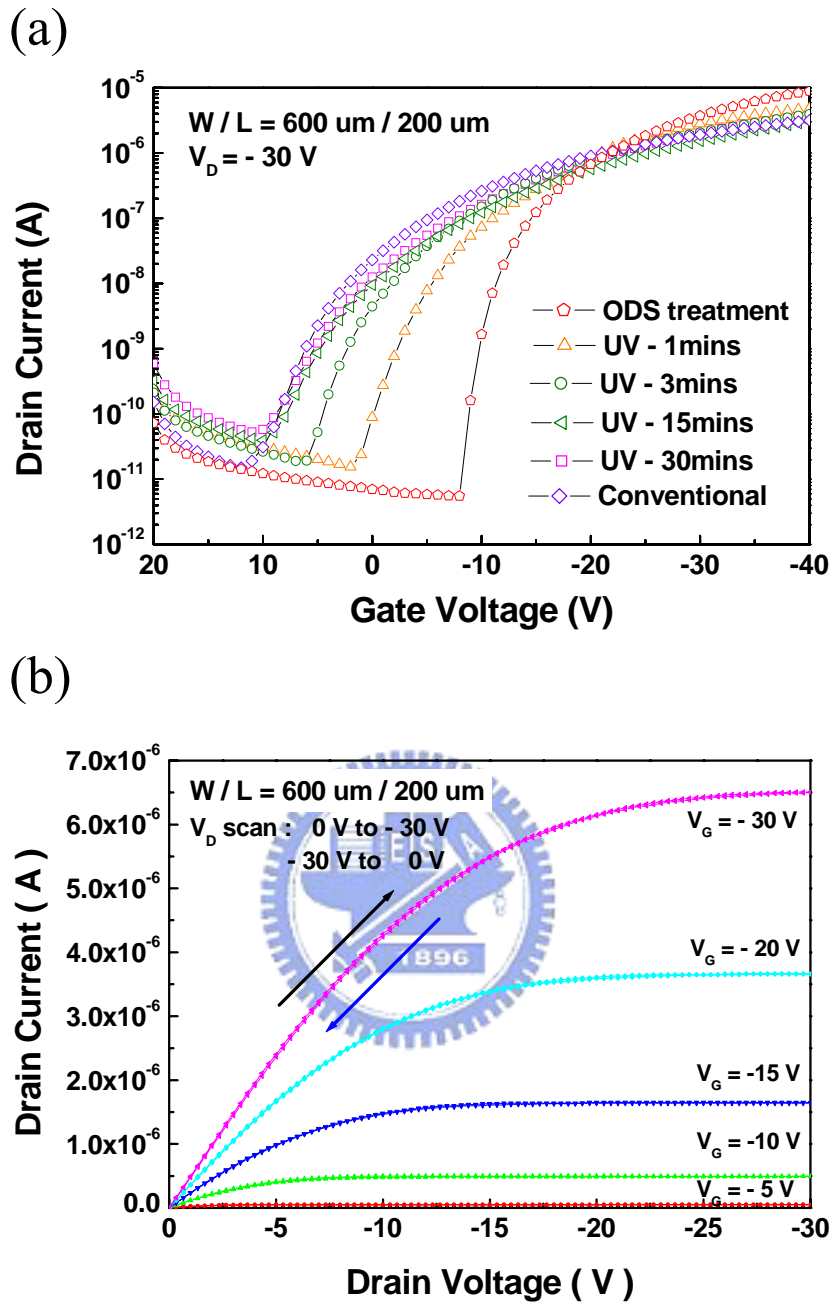 (a)
10⁻⁵
10⁻⁶
10⁻⁷
10⁻⁸
10⁻⁹
10⁻¹⁰
10⁻¹¹
10⁻¹²
Drain Current (A)
W / L = 600 um / 200 um
V_D = - 30 V
ODS treatment
UV - 1mins
UV - 3mins
UV - 15mins
UV - 30mins
Conventional
20 10 0 -10 -20 -30 -40
Gate Voltage (V)
(b)
7.0x10⁻⁶
6.0x10⁻⁶
5.0x10⁻⁶
4.0x10⁻⁶
3.0x10⁻⁶
2.0x10⁻⁶
1.0x10⁻⁶
0.0
Drain Current ( A )
W / L = 600 um / 200 um
V_D scan : 0 V to - 30 V
- 30 V to 0 V
V_G = - 30 V
1896
V_G = - 20 V
V_G = -15 V
V_G = -10 V
V_G = - 5 V
0 -5 -10 -15 -20 -25 -30
Drain Voltage ( V )